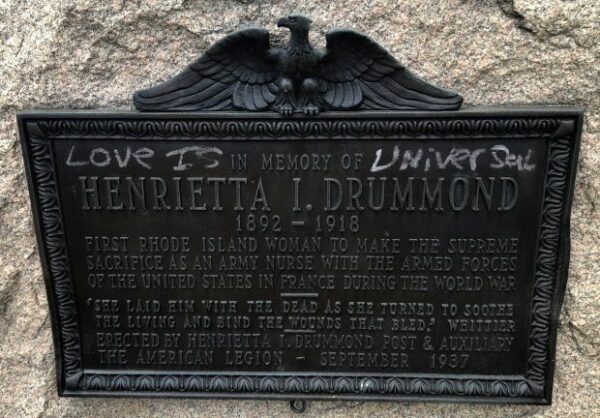 LOVE IS IN MEMORY OF UNIVERSAL
HENRIETTA I. DRUMMOND
1892 – 1918
FIRST RHODE ISLAND WOMAN TO MAKE THE SUPREME
SACRIFICE AS AN ARMY NURSE WITH THE ARMED FORCES
OF THE UNITED STATES IN FRANCE DURING THE WORLD WAR
"SHE LAID HIM WITH THE DEAD AS SHE TURNED TO SOOTHE
THE LIVING AND BIND THE WOUNDS THAT BLED." WHITTIER
ERECTED BY HENRIETTA I. DRUMMOND POST & AUXILIARY
THE AMERICAN LEGION – SEPTEMBER 1937